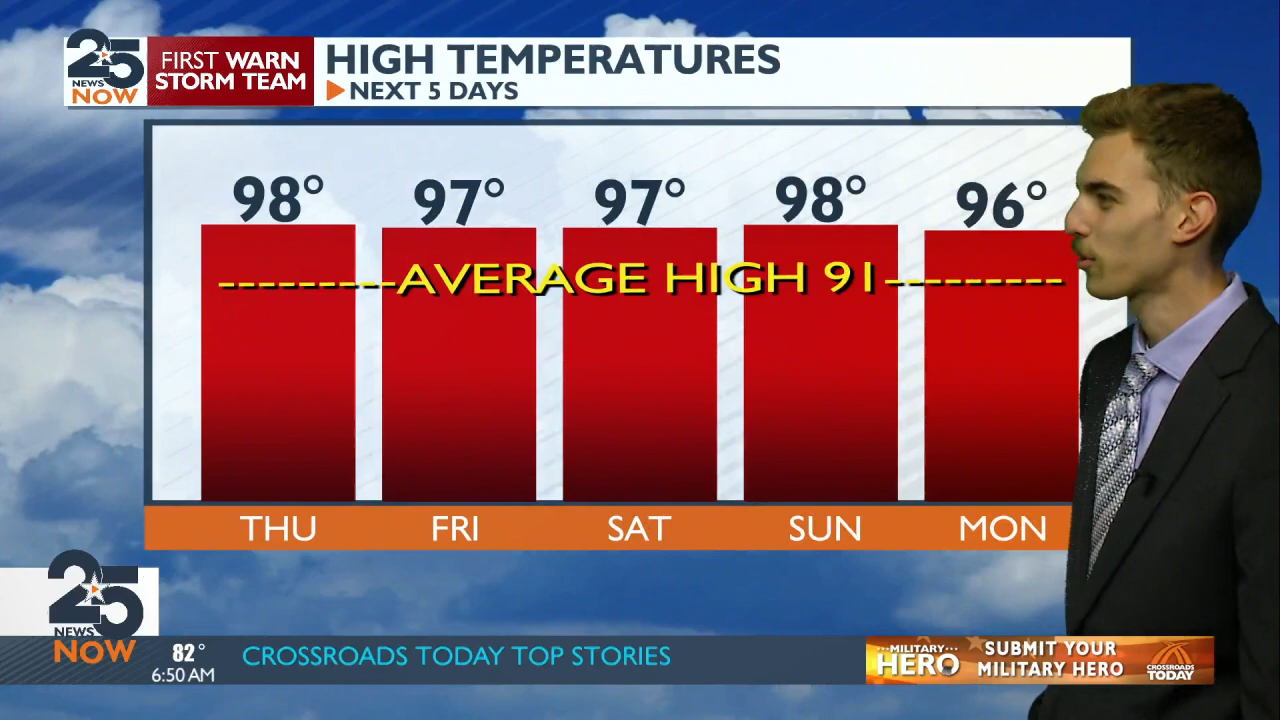 25
NEWS
NOW
FIRST WARN
STORM TEAM
HIGH TEMPERATURES
NEXT 5 DAYS
98° 97° 97° 98° 96°
---------AVERAGE HIGH 91---------
THU FRI SAT SUN MON
25
NEWS
NOW
82°
6:50 AM
CROSSROADS TODAY TOP STORIES
MILITARY
HERO
SUBMIT YOUR
MILITARY HERO
CROSSROADS
TODAY